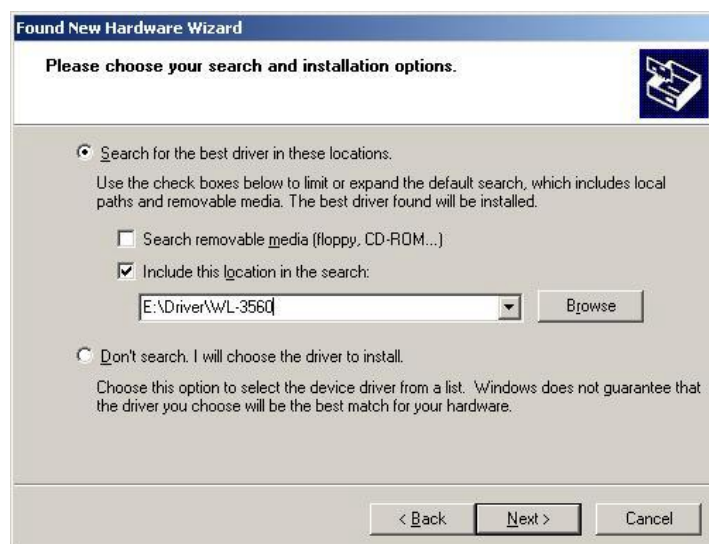 Found New Hardware Wizard
Please choose your search and installation options.
Search for the best driver in these locations.
Use the check boxes below to limit or expand the default search, which includes local
paths and removable media. The best driver found will be installed.
Search removable media (floppy, CD-ROM...)
Include this location in the search:
E:\Driver\WL-3560
Browse
Don't search. I will choose the driver to install.
Choose this option to select the device driver from a list. Windows does not guarantee that
the driver you choose will be the best match for your hardware.
< Back
Next >
Cancel